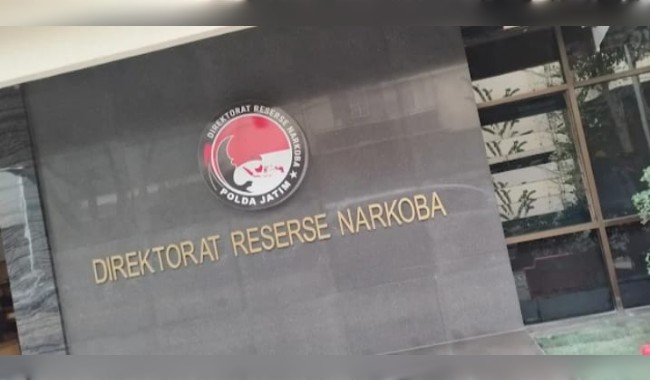 DIREKTORAT RESERSE NARKOBA
POLDA JATIM
DIREKTORAT RESERSE NARKOBA